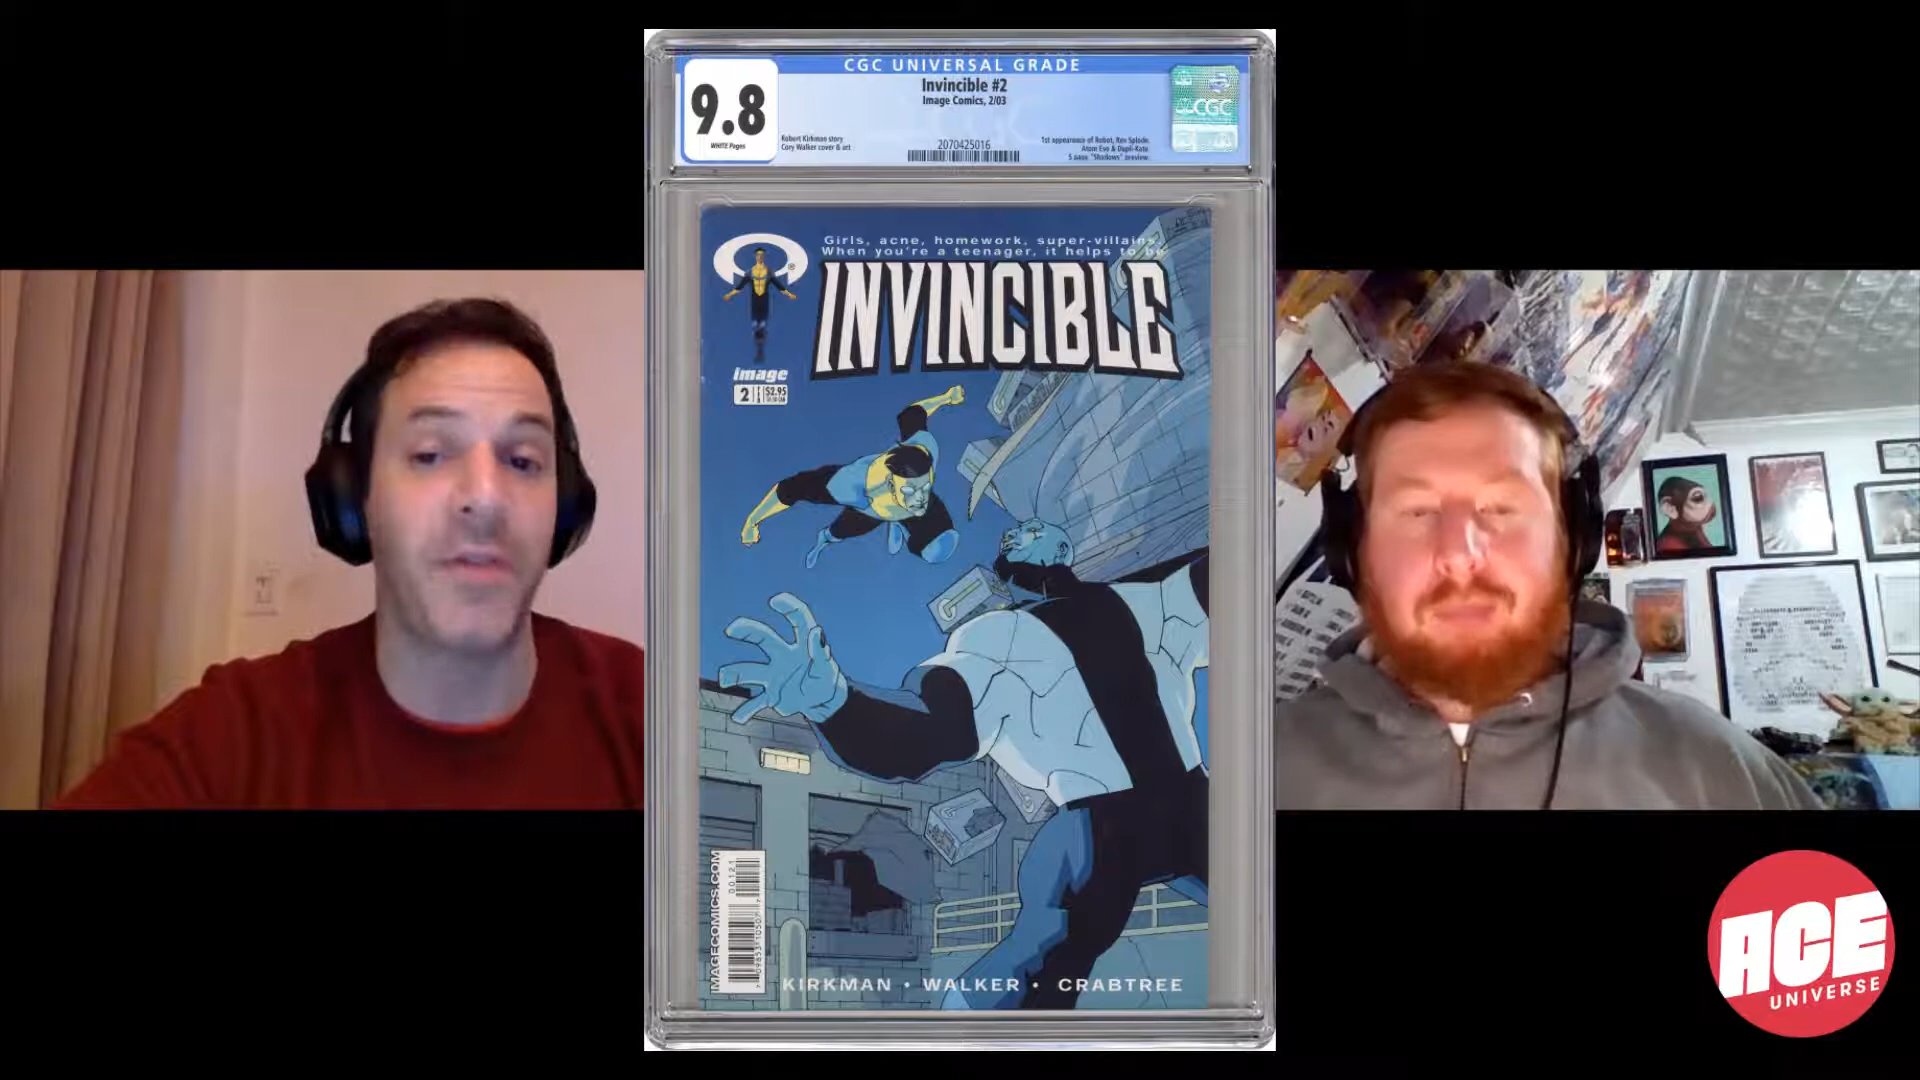 CGC UNIVERSAL GRADE
9.8
WHITE Pages
Invincible #2
Image Comics, 2/03
Robert Kirkman story
Cory Walker cover & art
2070425016
1st appearance of Robot, Rex Splode,
Atom Eve & Dupli-Kate
5 page "Shadows" preview
CGC
Girls, acne, homework, super-villains.
When you're a teenager, it helps to be
INVINCIBLE
image
2
$2.95
IMAGECOMICS.COM
00121
KIRKMAN • WALKER • CRABTREE
ACE
UNIVERSE